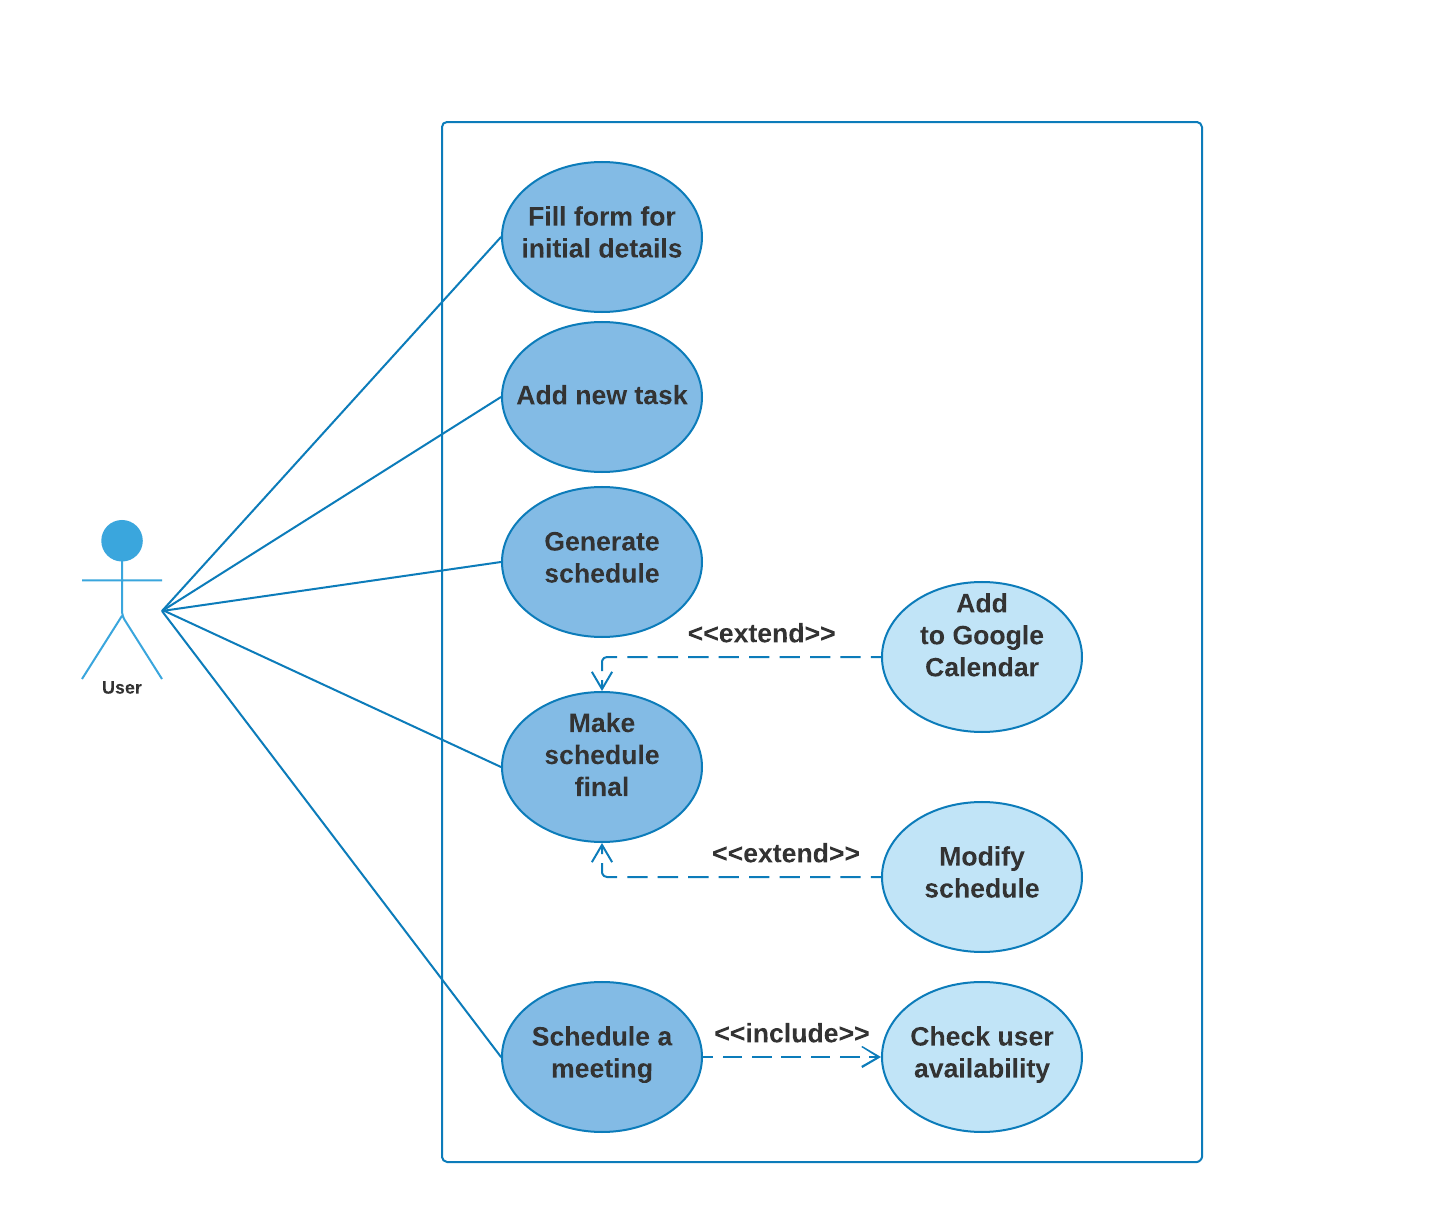 Fill form for
initial details
Add new task
Generate
schedule
<<extend>>
Add
to Google
Calendar
User
Make
schedule
final
<<extend>>
Modify
schedule
Schedule a
meeting
<<include>>
Check user
availability